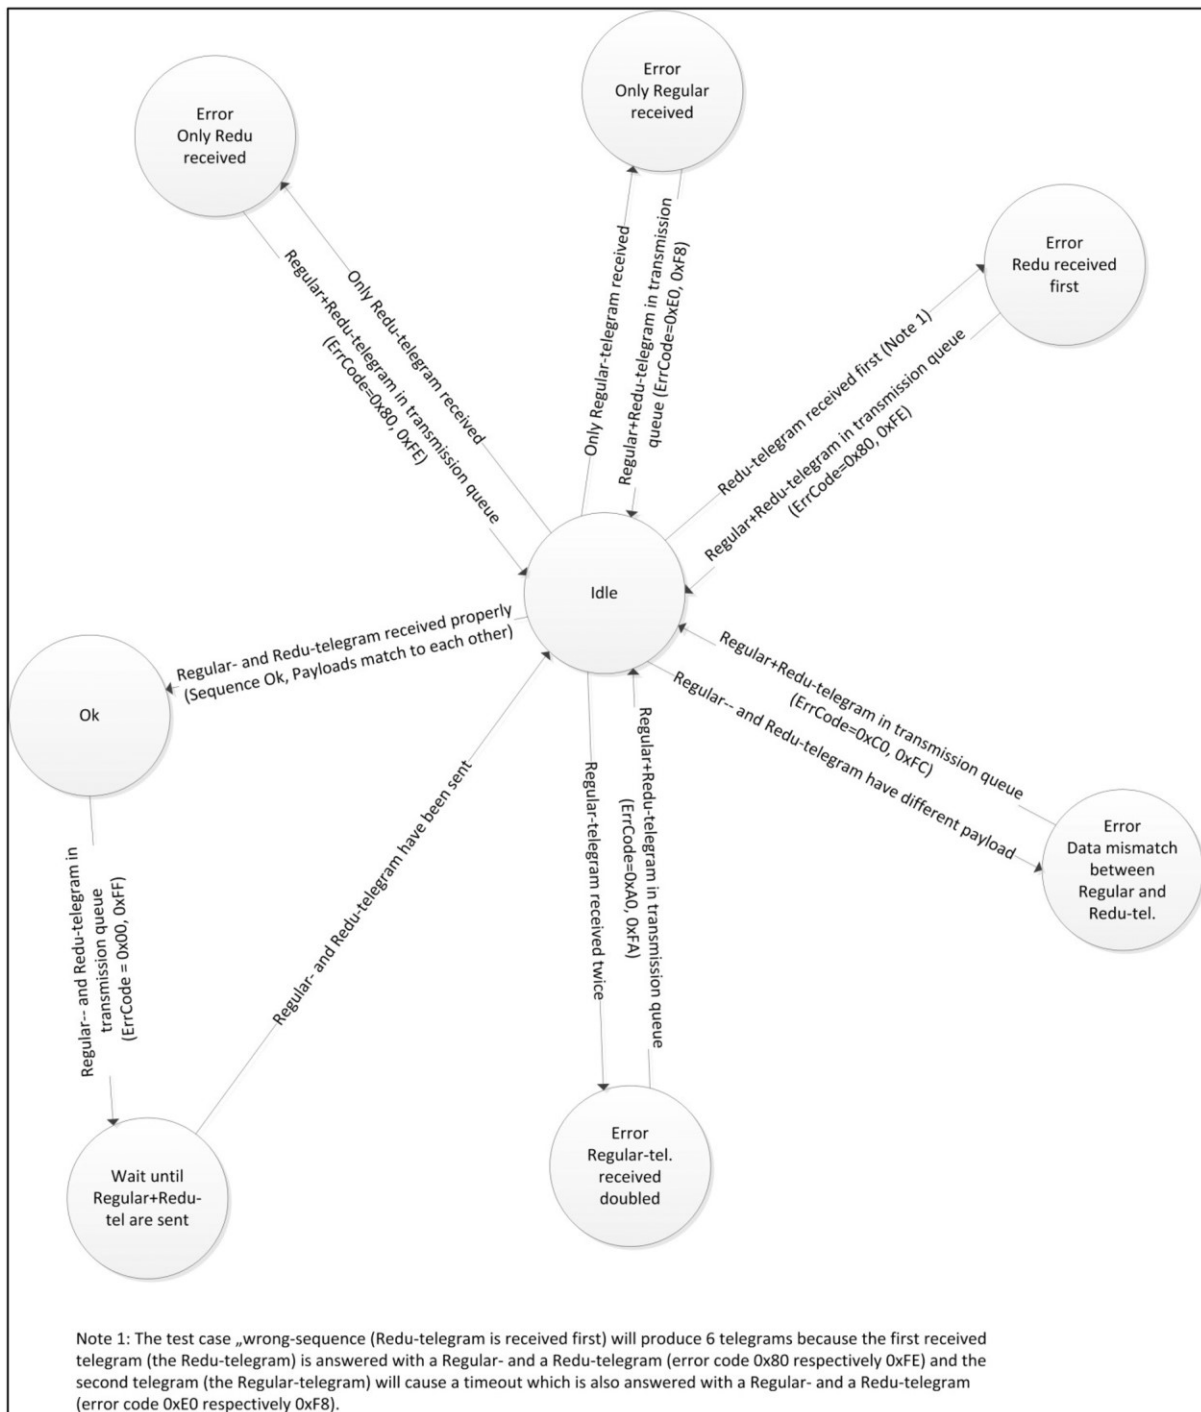 Error
Only Regular
received
Error
Only Redu
received
Error
Redu received
first
Only Redu-telegram received
Regular+Redu-telegram in transmission queue
(ErrCode=0x80, 0xFE)
Only Regular-telegram received
Regular+Redu-telegram in transmission
queue (ErrCode=0xE0, 0xF8)
Redu-telegram received first (Note 1)
Regular+Redu-telegram in transmission queue
(ErrCode=0x80, 0xFE)
Idle
Regular- and Redu-telegram received properly
(Sequence Ok, Payloads match to each other)
Ok
Regular+Redu-telegram in transmission queue
(ErrCode=0xC0, 0xFC)
Regular-- and Redu-telegram have different payload
Error
Data mismatch
between
Regular and
Redu-tel.
Regular-- and Redu-telegram in
transmission queue
(ErrCode = 0x00, 0xFF)
Regular- and Redu-telegram have been sent
Regular-telegram received twice
Regular+Redu-telegram in transmission queue
(ErrCode=0xA0, 0xFA)
Wait until
Regular+Redu-
tel are sent
Error
Regular-tel.
received
doubled
Note 1: The test case „wrong-sequence (Redu-telegram is received first) will produce 6 telegrams because the first received
telegram (the Redu-telegram) is answered with a Regular- and a Redu-telegram (error code 0x80 respectively 0xFE) and the
second telegram (the Regular-telegram) will cause a timeout which is also answered with a Regular- and a Redu-telegram
(error code 0xE0 respectively 0xF8).